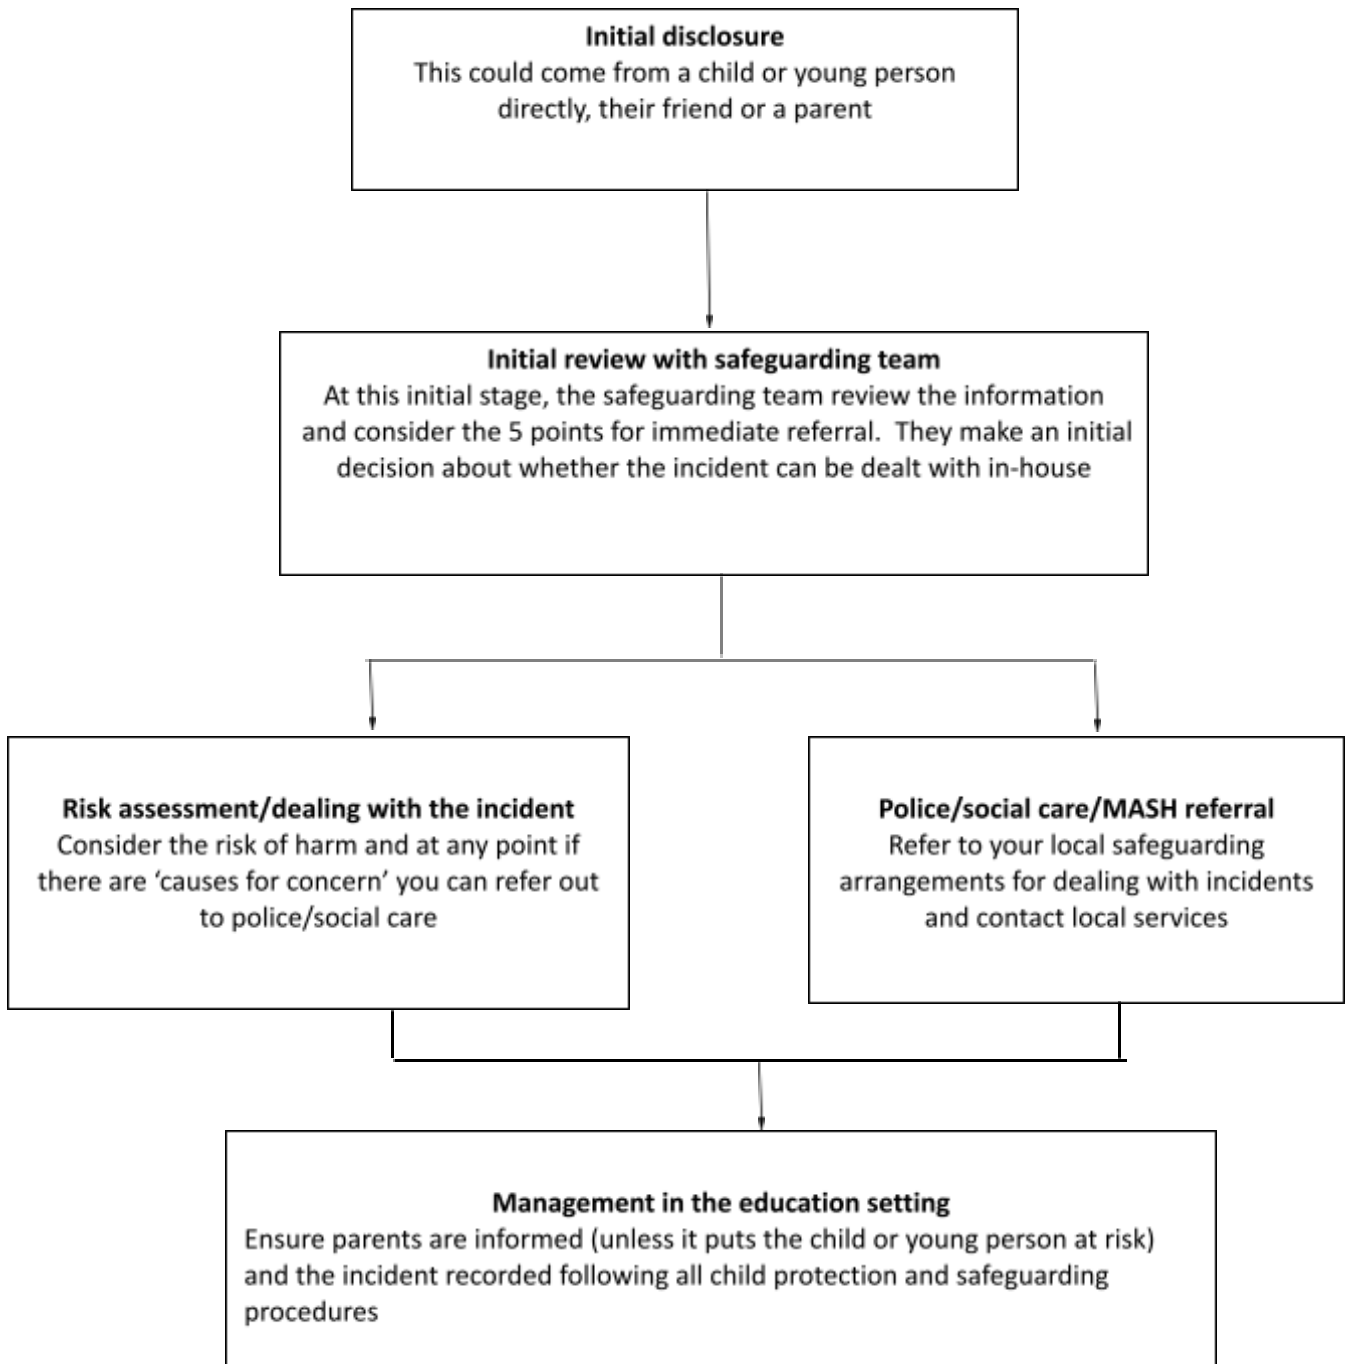 Initial disclosure
This could come from a child or young person
directly, their friend or a parent
Initial review with safeguarding team
At this initial stage, the safeguarding team review the information
and consider the 5 points for immediate referral.  They make an initial
decision about whether the incident can be dealt with in-house
Risk assessment/dealing with the incident
Consider the risk of harm and at any point if
there are ‘causes for concern’ you can refer out
to police/social care
Police/social care/MASH referral
Refer to your local safeguarding
arrangements for dealing with incidents
and contact local services
Management in the education setting
Ensure parents are informed (unless it puts the child or young person at risk)
and the incident recorded following all child protection and safeguarding
procedures